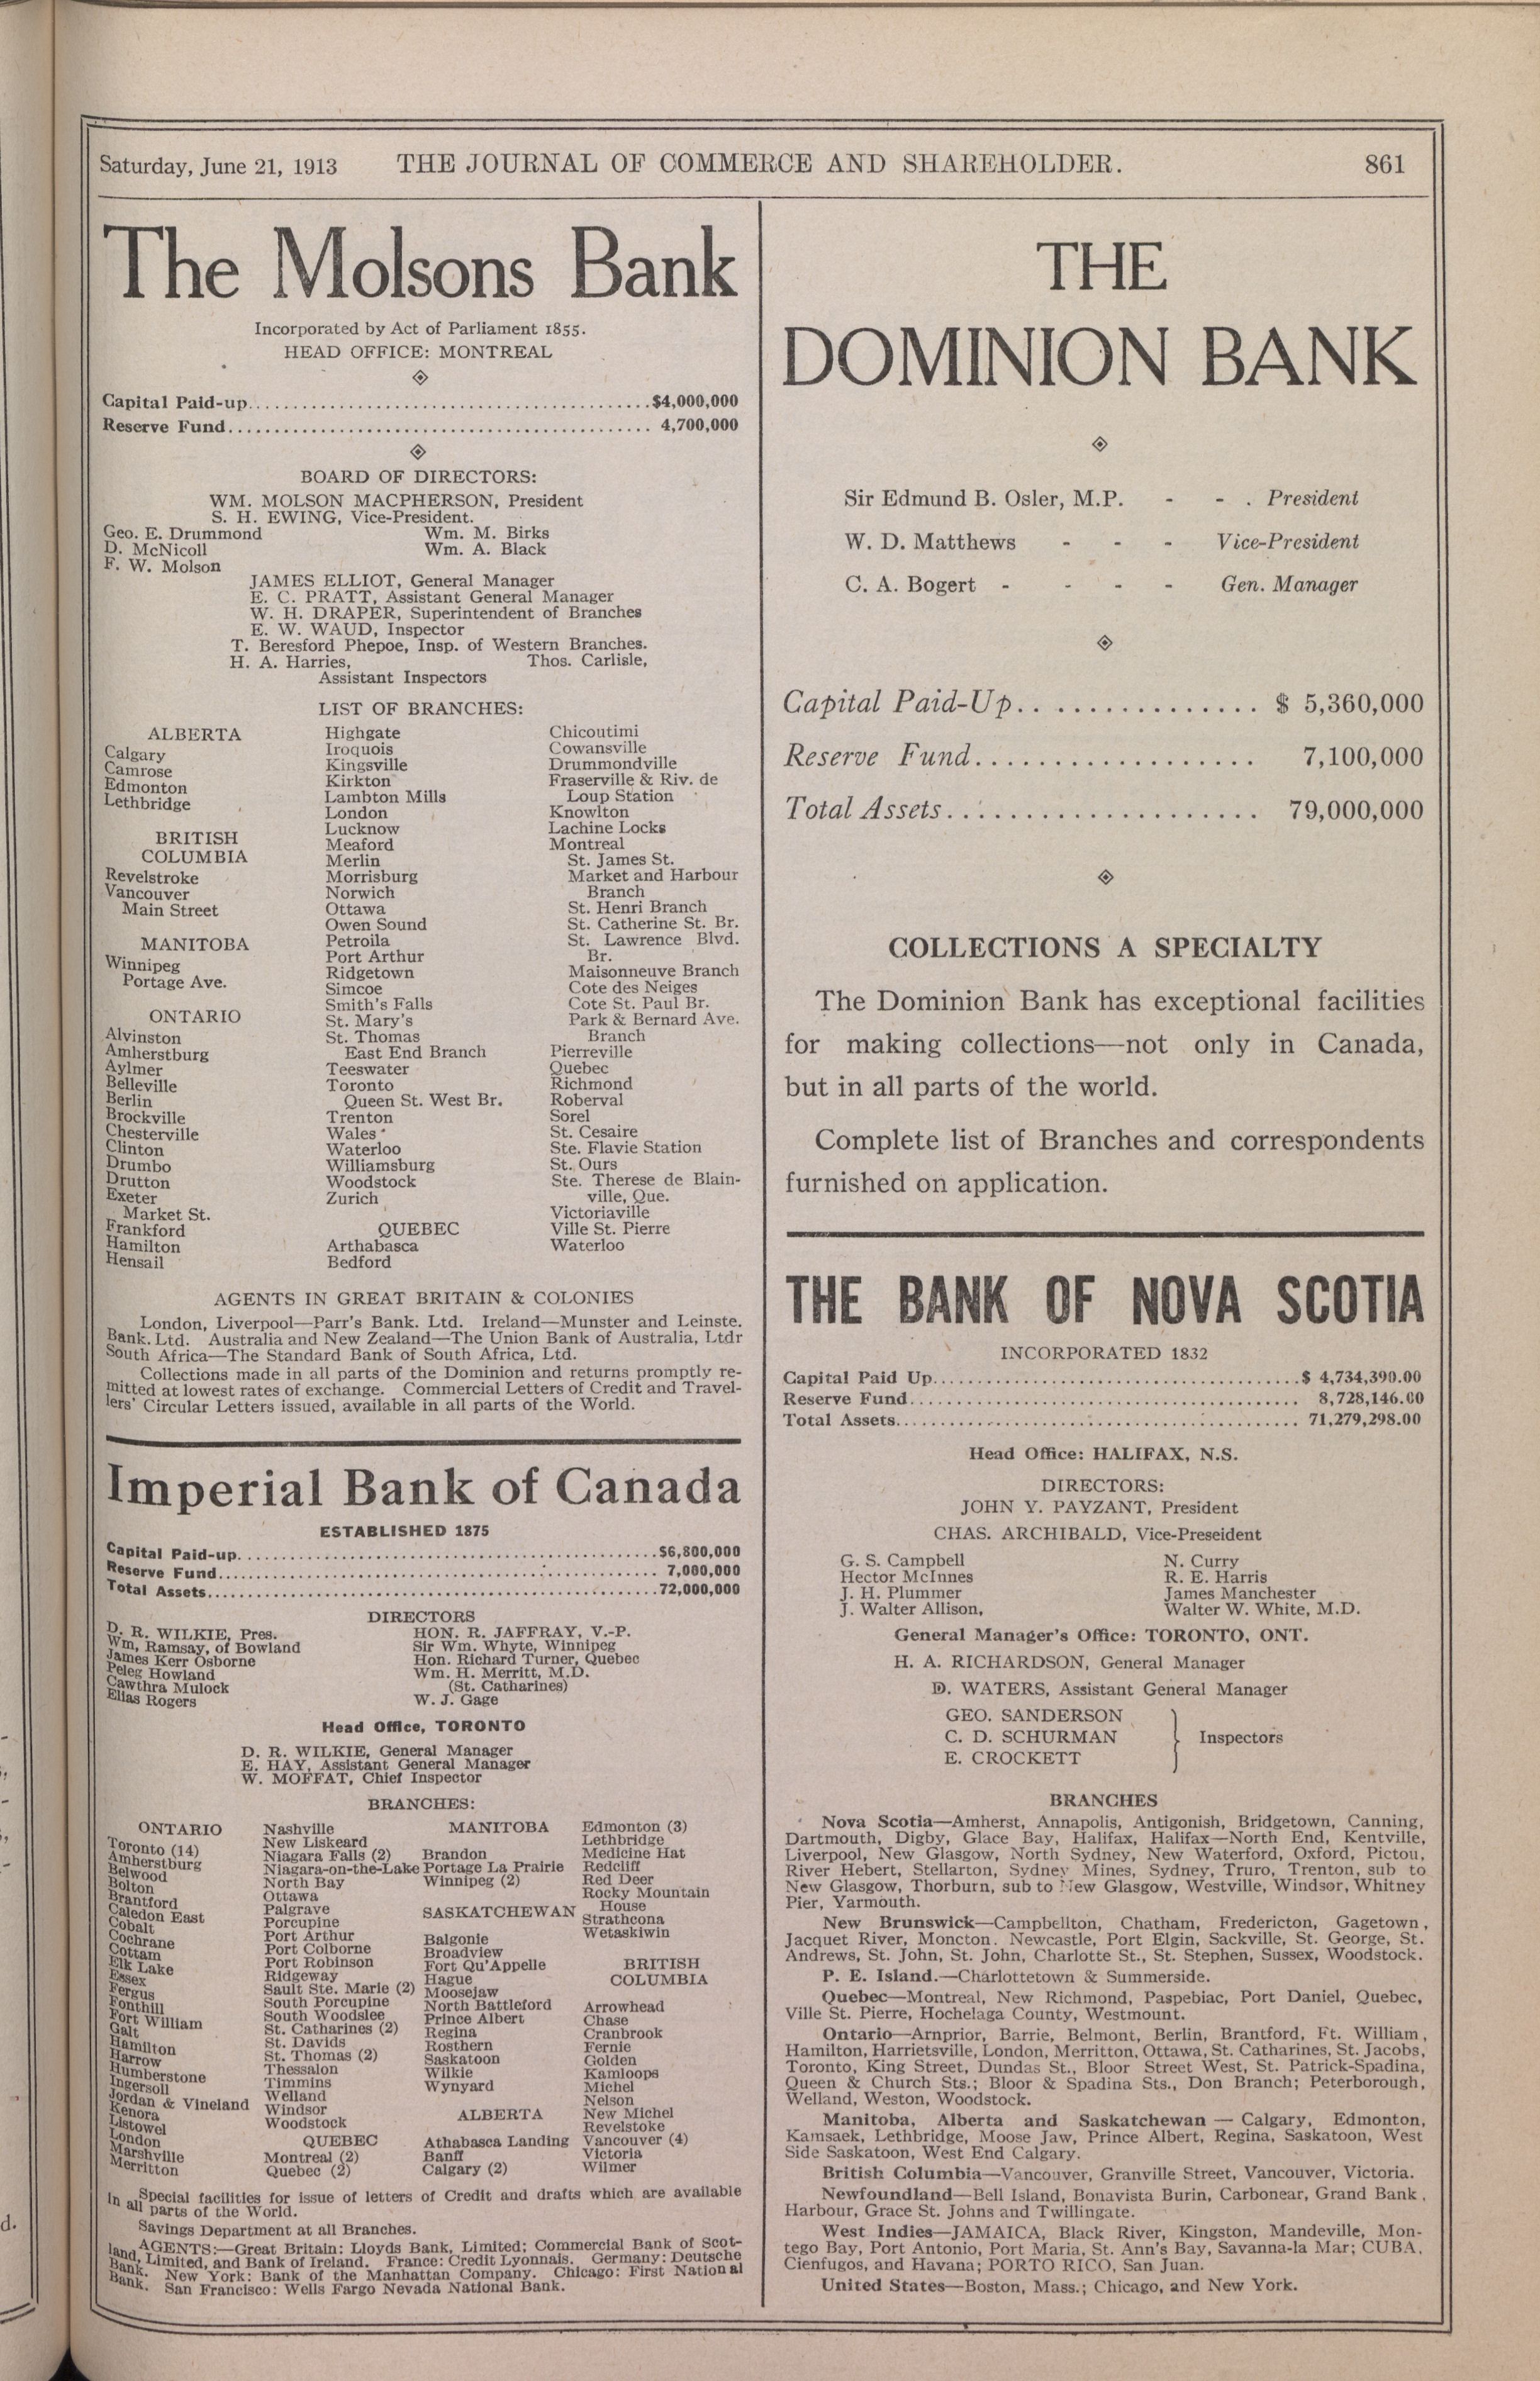 Saturday, June 21, 1913 THE JOURNAL OF COMMERCE AND SHAREHOLDER. 861
The Molsons Bank
Incorporated by Act of Parliament 1855.
HEAD OFFICE: MONTREAL
Capital Paid-up............................................$4,000,000
Reserve Fund.............................................. 4,700,000
BOARD OF DIRECTORS:
WM. MOLSON MACPHERSON, President
S. H. EWING, Vice-President.
Geo. E. Drummond Wm. M. Birks
D. McNicoll Wm. A. Black
F. W. Molson
JAMES ELLIOT, General Manager
E. C. PRATT, Assistant General Manager
W. H. DRAPER, Superintendent of Branches
E. W. WAUD, Inspector
T. Beresford Phepoe, Insp. of Western Branches.
H. A. Harries, Thos. Carlisle,
Assistant Inspectors
LIST OF BRANCHES:
ALBERTA
Calgary
Camrose
Edmonton
Lethbridge
BRITISH
COLUMBIA
Revelstroke
Vancouver
Main Street
MANITOBA
Winnipeg
Portage Ave.
ONTARIO
Alvinston
Amherstburg
Aylmer
Belleville
Berlin
Brockville
Chesterville
Clinton
Drumbo
Drutton
Exeter
Market St.
Frankford
Hamilton
Hensail
Highgate
Iroquois
Kingsville
Kirkton
Lambton Mills
London
Lucknow
Meaford
Merlin
Morrisburg
Norwich
Ottawa
Owen Sound
Petroila
Port Arthur
Ridgetown
Simcoe
Smith's Falls
St. Mary's
St. Thomas
East End Branch
Teeswater
Toronto
Queen St. West Br.
Trenton
Wales
Waterloo
Williamsburg
Woodstock
Zurich
QUEBEC
Arthabasca
Bedford
Chicoutimi
Cowansville
Drummondville
Fraserville & Riv. de
Loup Station
Knowlton
Lachine Locks
Montreal
St. James St.
Market and Harbour
Branch
St. Henri Branch
St. Catherine St. Br.
St. Lawrence Blvd.
Br.
Maisonneuve Branch
Cote des Neiges
Cote St. Paul Br.
Park & Bernard Ave.
Branch
Pierreville
Quebec
Richmond
Roberval
Sorel
St. Cesaire
Ste. Flavie Station
St. Ours
Ste. Therese de Blain-
ville, Que.
Victoriaville
Ville St. Pierre
Waterloo
AGENTS IN GREAT BRITAIN & COLONIES
London, Liverpool—Parr's Bank. Ltd. Ireland—Munster and Leinste.
Bank. Ltd. Australia and New Zealand—The Union Bank of Australia, Ltdr
South Africa—The Standard Bank of South Africa, Ltd.
Collections made in all parts of the Dominion and returns promptly re-
mitted at lowest rates of exchange. Commercial Letters of Credit and Travel-
lers' Circular Letters issued, available in all parts of the World.
Imperial Bank of Canada
ESTABLISHED 1875
Capital Paid-up..............................................$6,800,000
Reserve Fund................................................ 7,000,000
Total Assets.................................................72,000,000
DIRECTORS
D. R. WILKIE, Pres. HON. R. JAFFRAY, V.-P.
Wm, Ramsay, of Bowland Sir Wm. Whyte, Winnipeg
James Kerr Osborne Hon. Richard Turner, Quebec
Peleg Howland Wm. H. Merritt, M.D.
Cawthra Mulock (St. Catharines)
Elias Rogers W. J. Gage
Head Office, TORONTO
D. R. WILKIE, General Manager
E. HAY, Assistant General Manager
W. MOFFAT, Chief Inspector
BRANCHES:
ONTARIO
Toronto (14)
Amherstburg
Belwood
Bolton
Brantford
Caledon East
Cobalt
Cochrane
Cottam
Elk Lake
Essex
Fergus
Fonthill
Fort William
Galt
Hamilton
Harrow
Humberstone
Ingersoll
Jordan & Vineland
Kenora
Listowel
London
Marshville
Merritton
Nashville
New Liskeard
Niagara Falls (2)
Niagara-on-the-Lake
North Bay
Ottawa
Palgrave
Porcupine
Port Arthur
Port Colborne
Port Robinson
Ridgeway
Sault Ste. Marie (2)
South Porcupine
South Woodslee
St. Catharines (2)
St. Davids
St. Thomas (2)
Thessalon
Timmins
Welland
Windsor
Woodstock
QUEBEC
Montreal (2)
Quebec (2)
MANITOBA
Brandon
Portage La Prairie
Winnipeg (2)
SASKATCHEWAN
Balgonie
Broadview
Fort Qu'Appelle
Hague
Moosejaw
North Battleford
Prince Albert
Regina
Rosthern
Saskatoon
Wilkie
Wynyard
ALBERTA
Athabasca Landing
Banff
Calgary (2)
Edmonton (3)
Lethbridge
Medicine Hat
Redcliff
Red Deer
Rocky Mountain
House
Strathcona
Wetaskiwin
BRITISH
COLUMBIA
Arrowhead
Chase
Cranbrook
Fernie
Golden
Kamloops
Michel
Nelson
New Michel
Revelstoke
Vancouver (4)
Victoria
Wilmer
Special facilities for issue of letters of Credit and drafts which are available
in all parts of the World.
Savings Department at all Branches.
AGENTS:—Great Britain: Lloyds Bank, Limited; Commercial Bank of Scot-
land, Limited, and Bank of Ireland. France: Credit Lyonnais. Germany: Deutsche
Bank. New York: Bank of the Manhattan Company. Chicago: First National
Bank. San Francisco: Wells Fargo Nevada National Bank.
THE
DOMINION BANK
Sir Edmund B. Osler, M.P. - - . President
W. D. Matthews - - - Vice-President
C. A. Bogert - - - - Gen. Manager
Capital Paid-Up............... $ 5,360,000
Reserve Fund.................. 7,100,000
Total Assets.................... 79,000,000
COLLECTIONS A SPECIALTY
The Dominion Bank has exceptional facilities
for making collections—not only in Canada,
but in all parts of the world.
Complete list of Branches and correspondents
furnished on application.
THE BANK OF NOVA SCOTIA
INCORPORATED 1832
Capital Paid Up........................................$ 4,734,390.00
Reserve Fund.......................................... 8,728,146.00
Total Assets........................................... 71,279,298.00
Head Office: HALIFAX, N.S.
DIRECTORS:
JOHN Y. PAYZANT, President
CHAS. ARCHIBALD, Vice-Preseident
G. S. Campbell N. Curry
Hector McInnes R. E. Harris
J. H. Plummer James Manchester
J. Walter Allison, Walter W. White, M.D.
General Manager's Office: TORONTO, ONT.
H. A. RICHARDSON, General Manager
D. WATERS, Assistant General Manager
GEO. SANDERSON
C. D. SCHURMAN Inspectors
E. CROCKETT
BRANCHES
Nova Scotia—Amherst, Annapolis, Antigonish, Bridgetown, Canning,
Dartmouth, Digby, Glace Bay, Halifax, Halifax—North End, Kentville,
Liverpool, New Glasgow, North Sydney, New Waterford, Oxford, Pictou,
River Hebert, Stellarton, Sydney Mines, Sydney, Truro, Trenton, sub to
New Glasgow, Thorburn, sub to New Glasgow, Westville, Windsor, Whitney
Pier, Yarmouth.
New Brunswick—Campbellton, Chatham, Fredericton, Gagetown,
Jacquet River, Moncton. Newcastle, Port Elgin, Sackville, St. George, St.
Andrews, St. John, St. John, Charlotte St., St. Stephen, Sussex, Woodstock.
P. E. Island.—Charlottetown & Summerside.
Quebec—Montreal, New Richmond, Paspebiac, Port Daniel, Quebec,
Ville St. Pierre, Hochelaga County, Westmount.
Ontario—Arnprior, Barrie, Belmont, Berlin, Brantford, Ft. William,
Hamilton, Harrietsville, London, Merritton, Ottawa, St. Catharines, St. Jacobs,
Toronto, King Street, Dundas St., Bloor Street West, St. Patrick-Spadina,
Queen & Church Sts.; Bloor & Spadina Sts., Don Branch; Peterborough,
Welland, Weston, Woodstock.
Manitoba, Alberta and Saskatchewan — Calgary, Edmonton,
Kamsaek, Lethbridge, Moose Jaw, Prince Albert, Regina, Saskatoon, West
Side Saskatoon, West End Calgary.
British Columbia—Vancouver, Granville Street, Vancouver, Victoria.
Newfoundland—Bell Island, Bonavista Burin, Carbonear, Grand Bank,
Harbour, Grace St. Johns and Twillingate.
West Indies—JAMAICA, Black River, Kingston, Mandeville, Mon-
tego Bay, Port Antonio, Port Maria, St. Ann's Bay, Savanna-la Mar; CUBA,
Cienfugos, and Havana; PORTO RICO, San Juan.
United States—Boston, Mass.; Chicago, and New York.